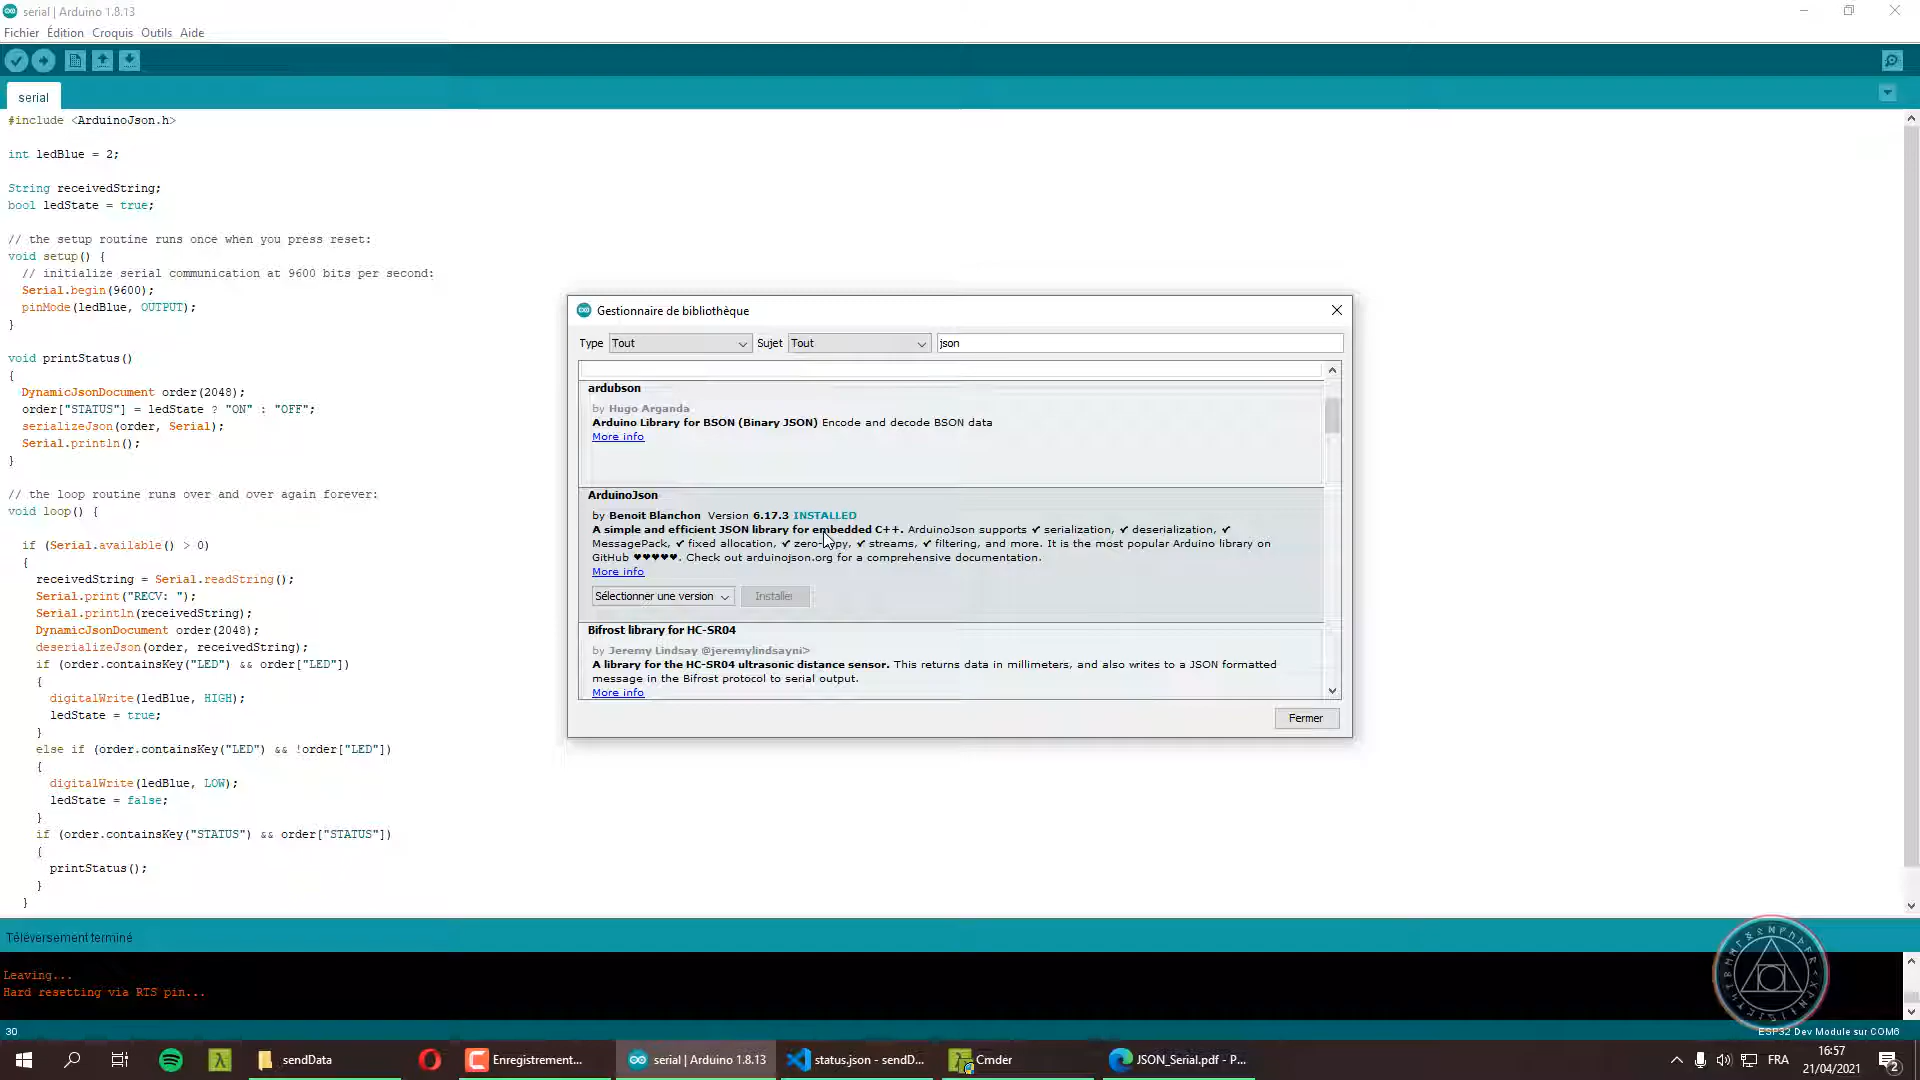 serial | Arduino 1.8.13
Fichier Édition Croquis Outils Aide
serial
#include <ArduinoJson.h>
int ledBlue = 2;
String receivedString;
bool ledState = true;
// the setup routine runs once when you press reset:
void setup() {
// initialize serial communication at 9600 bits per second:
Serial.begin(9600);
pinMode(ledBlue, OUTPUT);
}
void printStatus()
{
DynamicJsonDocument order(2048);
order["STATUS"] = ledState ? "ON" : "OFF";
serializeJson(order, Serial);
Serial.println();
}
// the loop routine runs over and over again forever:
void loop() {
if (Serial.available() > 0)
{
receivedString = Serial.readString();
Serial.print("RECV: ");
Serial.println(receivedString);
DynamicJsonDocument order(2048);
deserializeJson(order, receivedString);
if (order.containsKey("LED") && order["LED"])
{
digitalWrite(ledBlue, HIGH);
ledState = true;
}
else if (order.containsKey("LED") && !order["LED"])
{
digitalWrite(ledBlue, LOW);
ledState = false;
}
if (order.containsKey("STATUS") && order["STATUS"])
{
printStatus();
}
}
Gestionnaire de bibliothèque
Type Tout Sujet Tout json
ardubson
by Hugo Arganda
Arduino Library for BSON (Binary JSON) Encode and decode BSON data
More info
ArduinoJson
by Benoit Blanchon Version 6.17.3 INSTALLED
A simple and efficient JSON library for embedded C++. ArduinoJson supports ✔ serialization, ✔ deserialization, ✔
MessagePack, ✔ fixed allocation, ✔ zero-copy, ✔ streams, ✔ filtering, and more. It is the most popular Arduino library on
GitHub ♥♥♥♥♥. Check out arduinojson.org for a comprehensive documentation.
More info
Sélectionner une version Installer
Bifrost library for HC-SR04
by Jeremy Lindsay @jeremylindsayni>
A library for the HC-SR04 ultrasonic distance sensor. This returns data in millimeters, and also writes to a JSON formatted
message in the Bifrost protocol to serial output.
More info
Fermer
Téléversement terminé
Leaving...
Hard resetting via RTS pin...
30
ESP32 Dev Module sur COM6
sendData
Enregistrement...
serial | Arduino 1.8.13
status.json - sendD...
Cmder
JSON_Serial.pdf - P...
FRA
16:57
21/04/2021
2